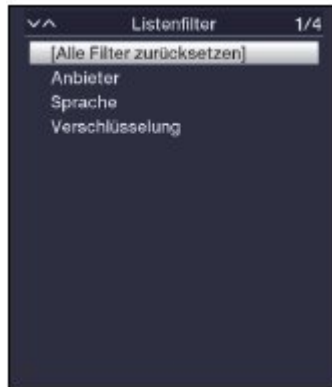 Listenfilter 1/4
[Alle Filter zurücksetzen]
Anbieter
Sprache
Verschlüsselung